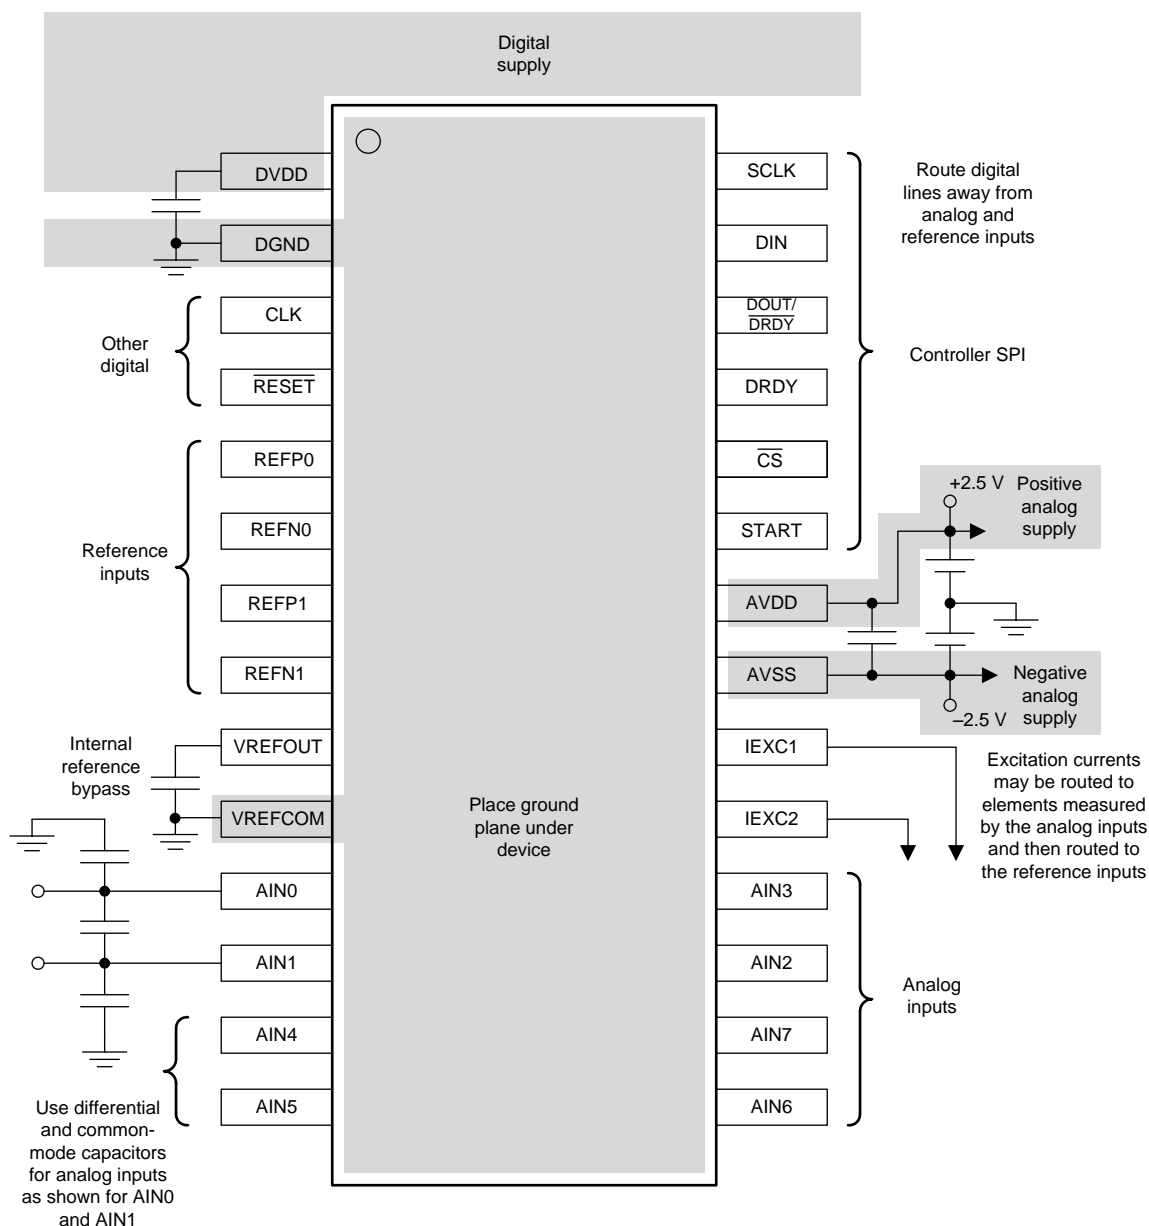 Digital
supply
DVDD
DGND
CLK
RESET
Other
digital
REFP0
REFN0
REFP1
REFN1
Reference
inputs
VREFOUT
VREFCOM
Internal
reference
bypass
AIN0
AIN1
AIN4
AIN5
Use differential
and common-
mode capacitors
for analog inputs
as shown for AIN0
and AIN1
Place ground
plane under
device
SCLK
DIN
DOUT/
DRDY
DRDY
CS
START
Route digital
lines away from
analog and
reference inputs
Controller SPI
AVDD
AVSS
+2.5 V
Positive
analog
supply
Negative
analog
supply
–2.5 V
IEXC1
IEXC2
Excitation currents
may be routed to
elements measured
by the analog inputs
and then routed to
the reference inputs
AIN3
AIN2
AIN7
AIN6
Analog
inputs